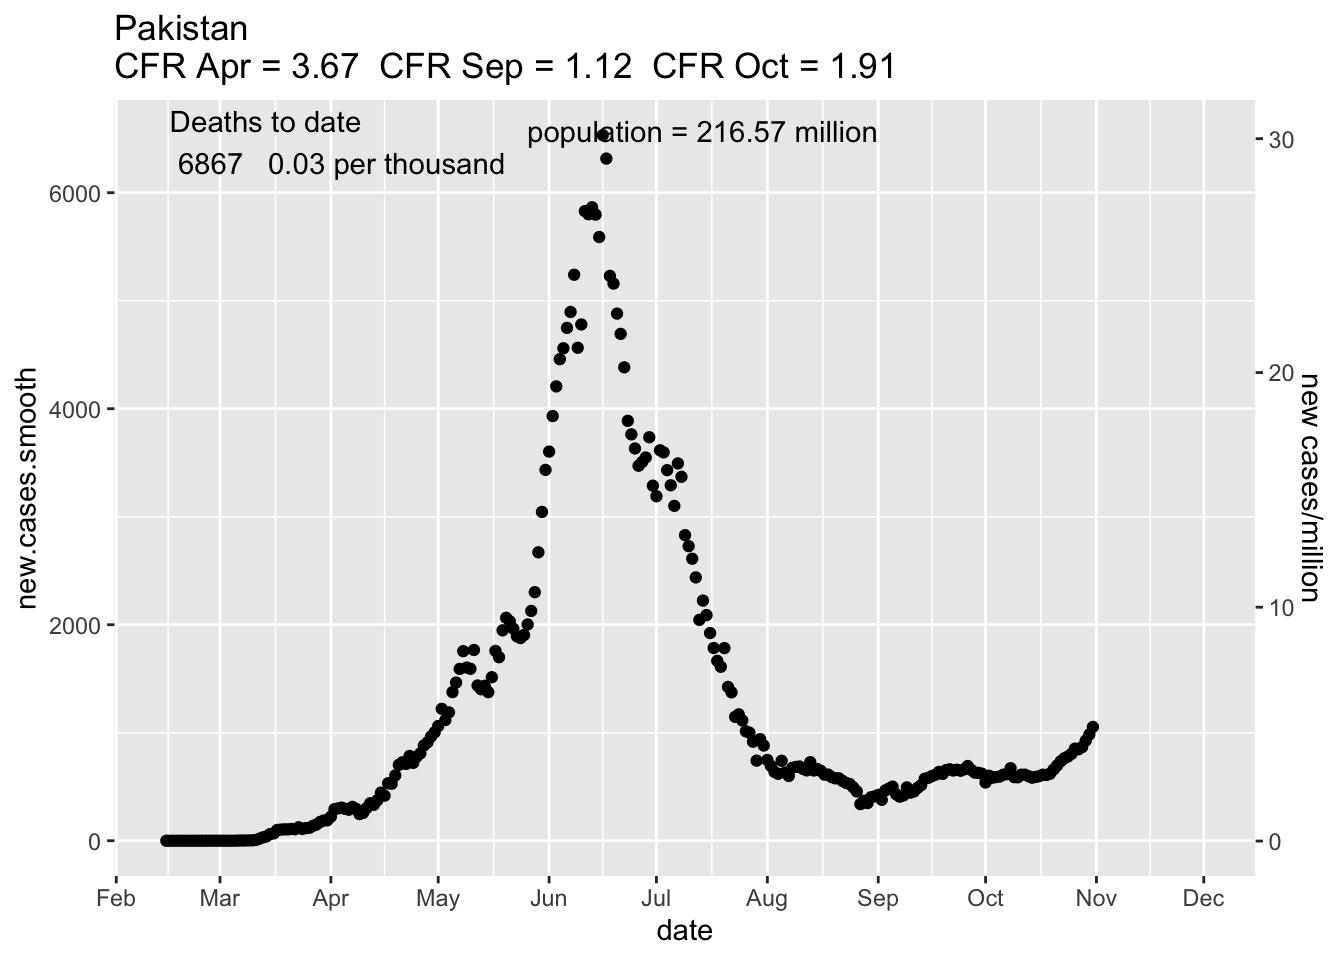 Pakistan
CFR Apr = 3.67  CFR Sep = 1.12  CFR Oct = 1.91
Deaths to date
6867   0.03 per thousand
population = 216.57 million
new.cases.smooth
6000
4000
2000
0
30
20
10
0
new cases/million
Feb Mar Apr May Jun Jul Aug Sep Oct Nov Dec
date